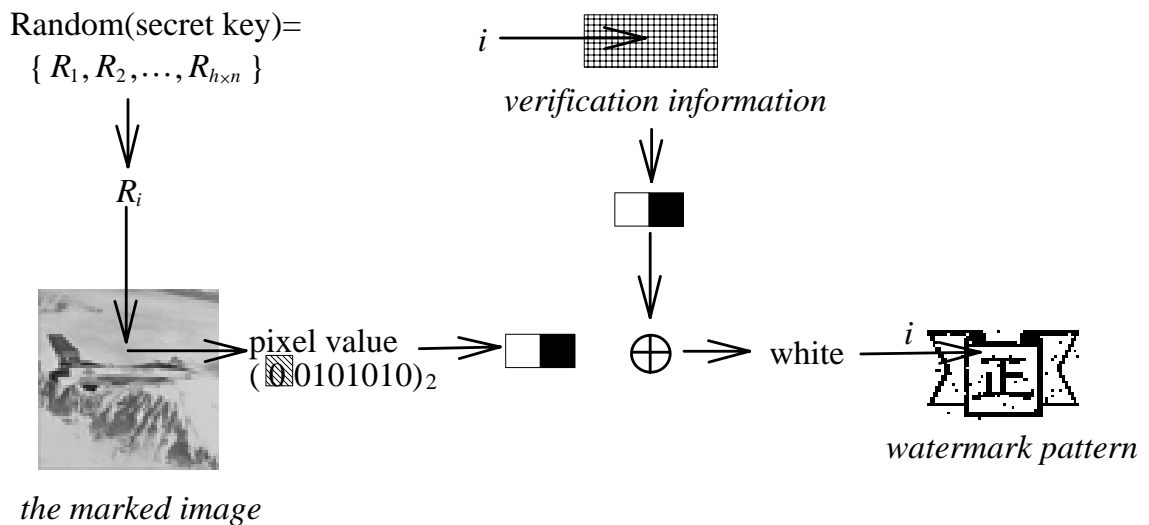 Random(secret key)=
{ R₁, R₂,…, Rₕ×ₙ }
i
verification information
Rᵢ
pixel value
(00101010)₂
white
i
正
watermark pattern
the marked image